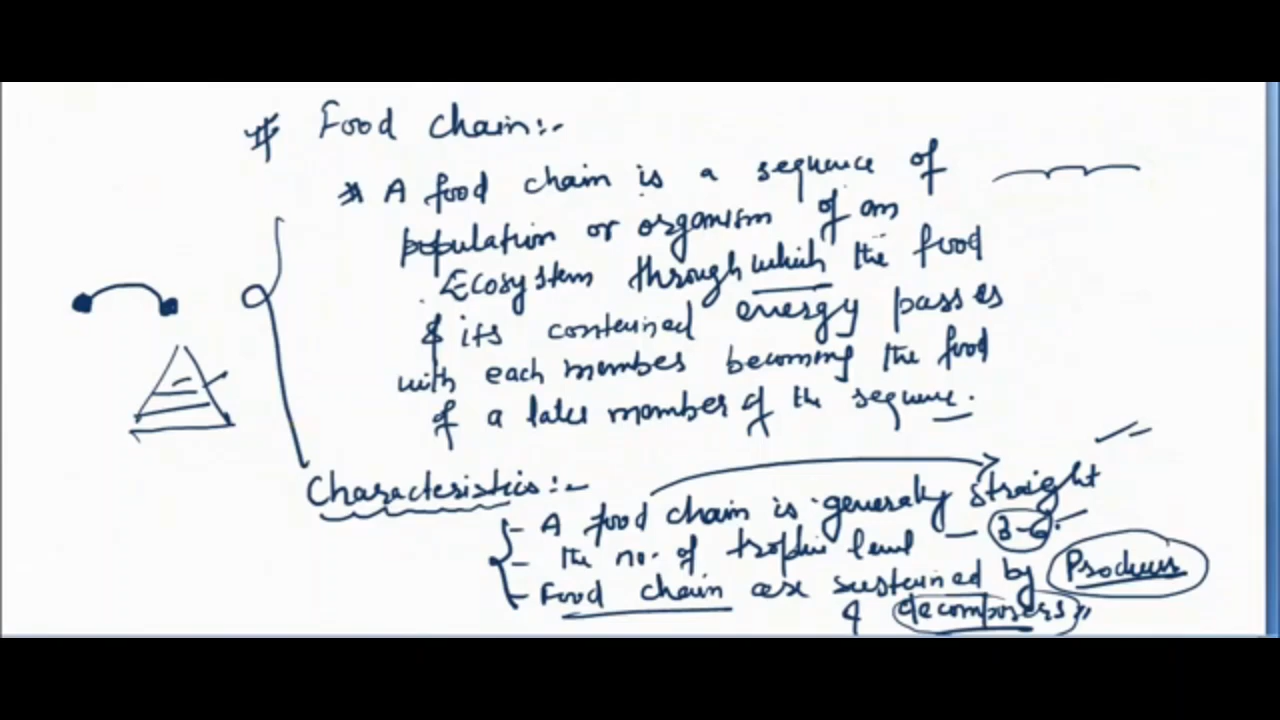 # Food chain:-
* A food chain is a sequence of
population or organism of an
Ecosystem through which the food
& its contained energy passes
with each member becoming the food
of a later member of the sequence.
Characteristics:-
- A food chain is generally straight
- the no. of trophic level - 3-6.
- Food chain are sustained by Producers
& decomposers"